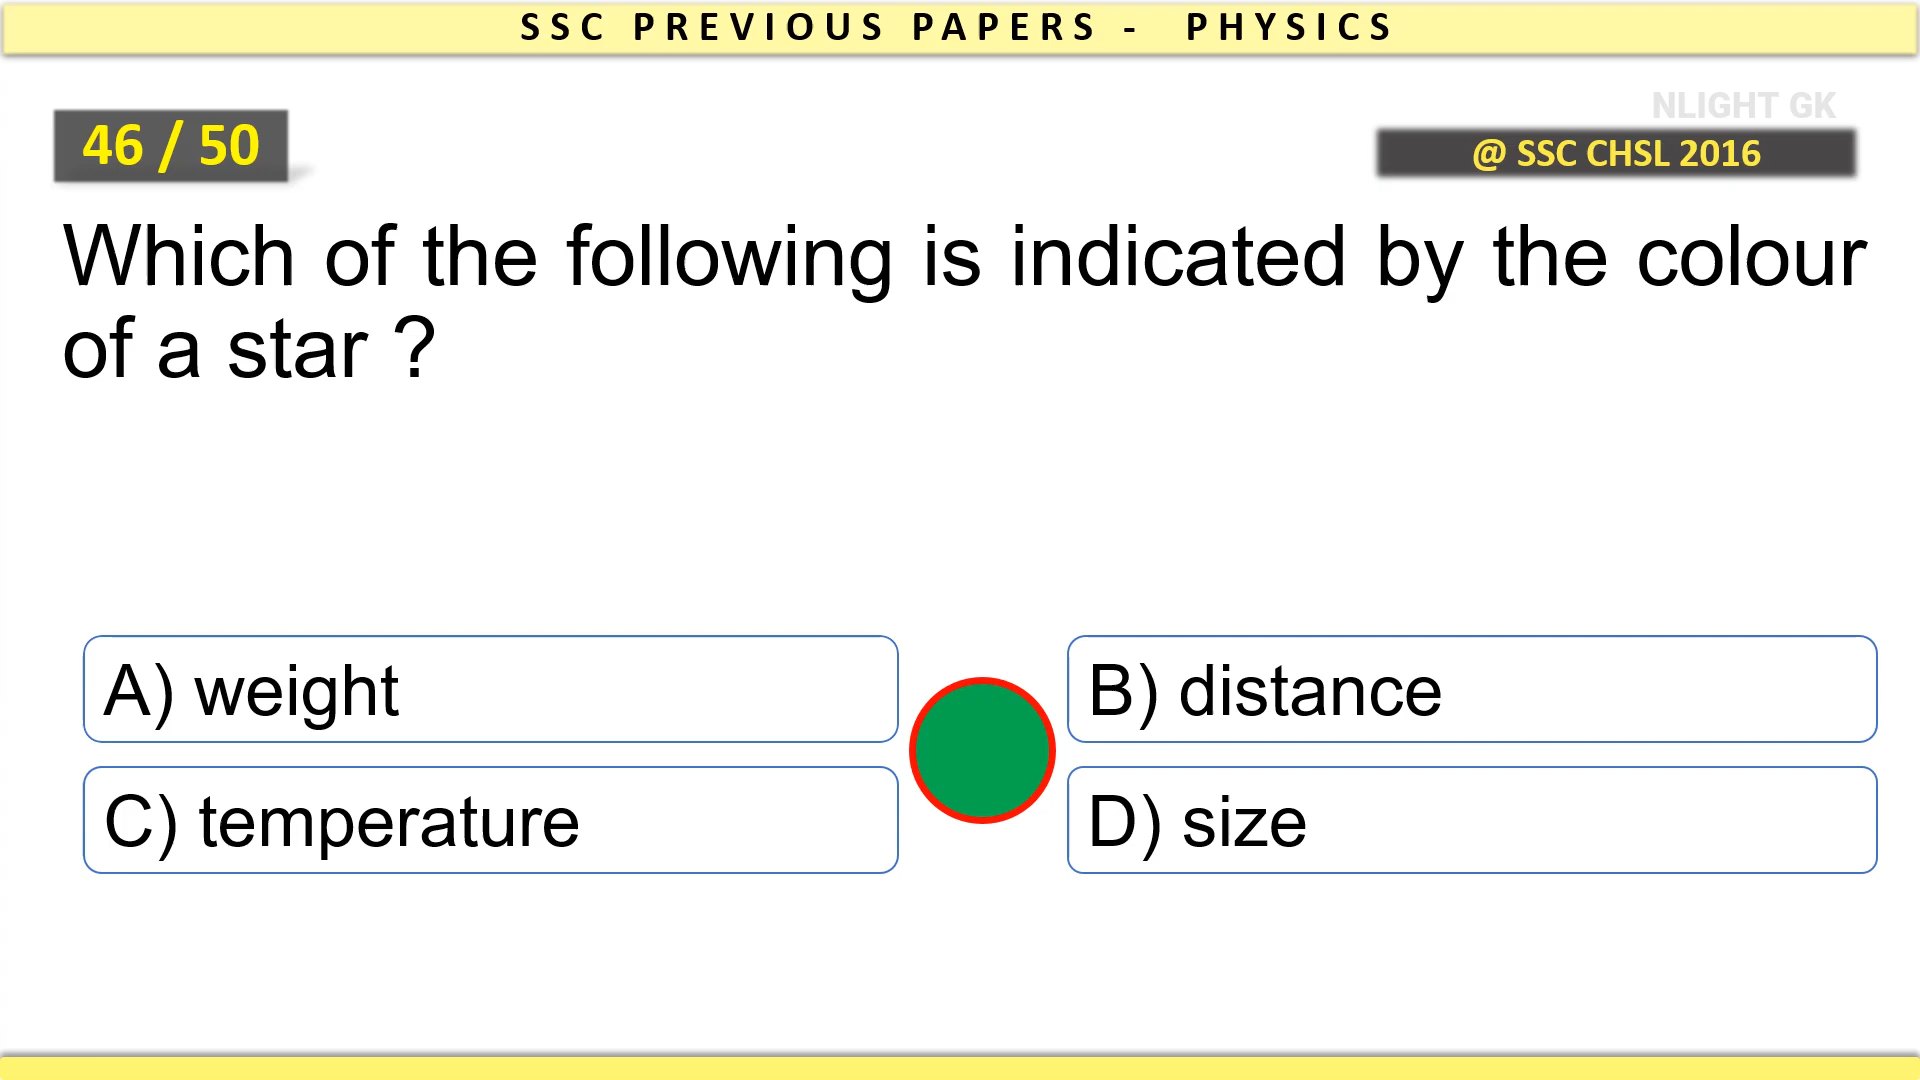 SSC PREVIOUS PAPERS - PHYSICS
NLIGHT GK
46 / 50
@ SSC CHSL 2016
Which of the following is indicated by the colour
of a star ?
A) weight
B) distance
C) temperature
D) size